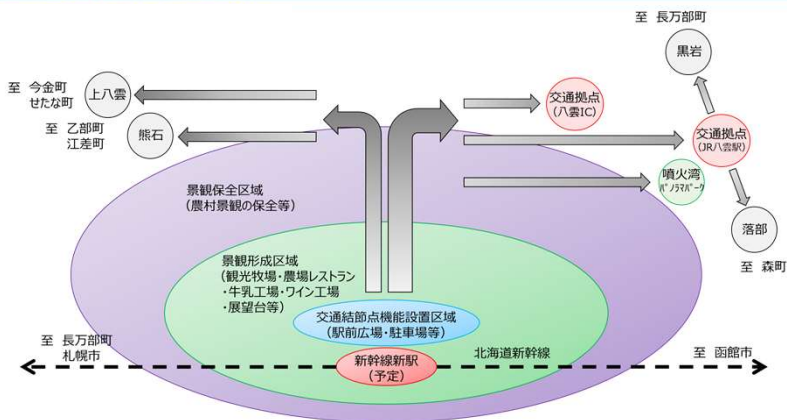 至 長万部町
黒岩
至 今金町
せたな町
上八雲
交通拠点
(八雲IC)
至 乙部町
江差町
熊石
交通拠点
(JR八雲駅)
景観保全区域
(農村景観の保全等)
噴火湾
ﾊﾟﾉﾗﾏﾊﾟｰｸ
落部
至 森町
景観形成区域
(観光牧場・農場レストラン
・牛乳工場・ワイン工場
・展望台等)
交通結節点機能設置区域
(駅前広場・駐車場等)
至 長万部町
札幌市
新幹線新駅
(予定)
北海道新幹線
至 函館市